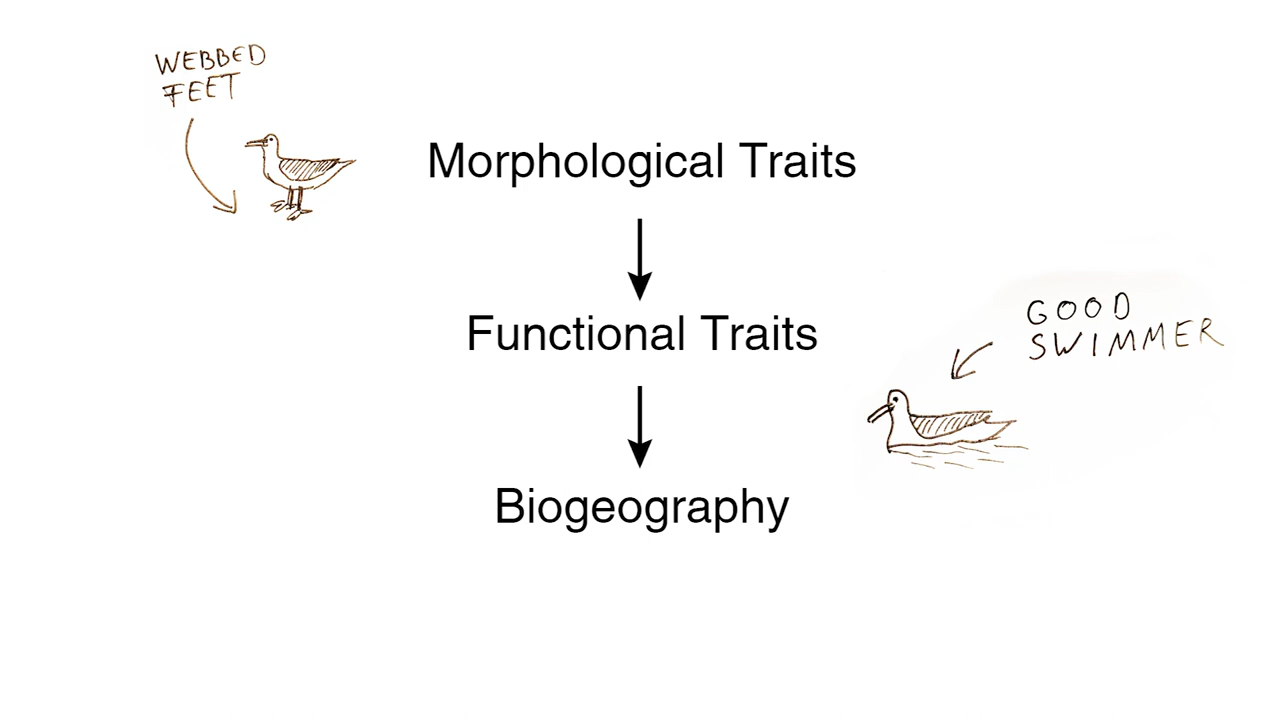 WEBBED
FEET
Morphological Traits
Functional Traits
GOOD
SWIMMER
Biogeography